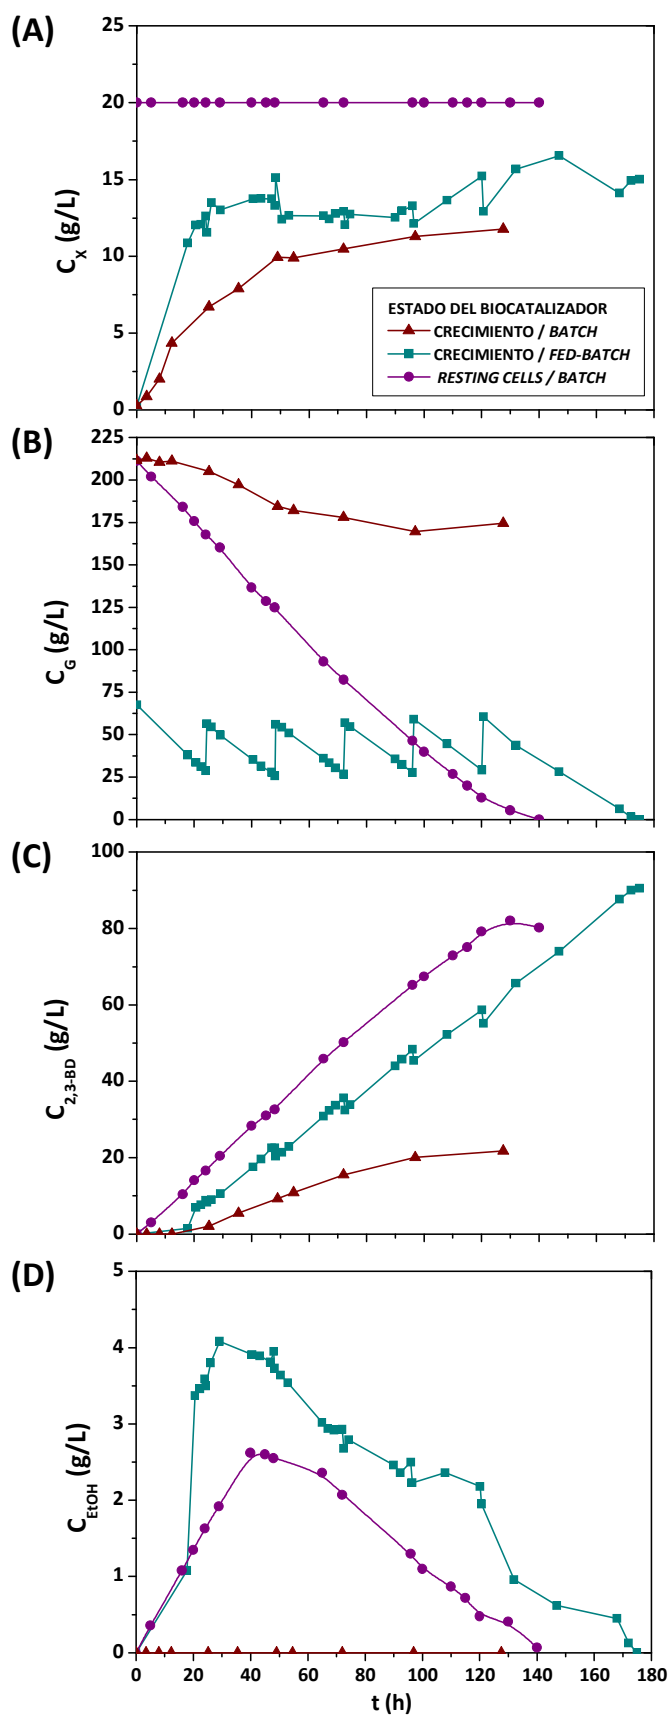 (A)
25
20
15
10
5
0
C_X (g/L)
ESTADO DEL BIOCATALIZADOR
CRECIMIENTO / BATCH
CRECIMIENTO / FED-BATCH
RESTING CELLS / BATCH
(B)
225
200
175
150
125
100
75
50
25
0
C_G (g/L)
(C)
100
80
60
40
20
0
C_2,3-BD (g/L)
(D)
5
4
3
2
1
0
C_EtOH (g/L)
0 20 40 60 80 100 120 140 160 180
t (h)